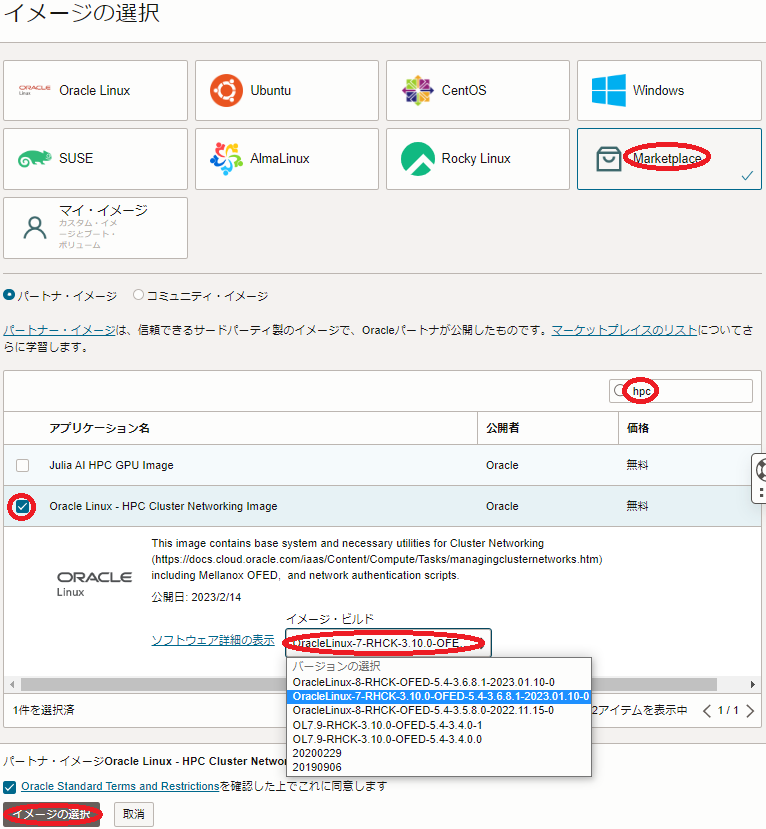 イメージの選択
ORACLE
Linux
Oracle Linux
Ubuntu
CentOS
Windows
SUSE
AlmaLinux
Rocky Linux
Marketplace
マイ・イメージ
カスタム・イメ
ージとブート・
ボリューム
パートナ・イメージ
コミュニティ・イメージ
パートナー・イメージは、信頼できるサードパーティ製のイメージで、Oracleパートナが公開したものです。マーケットプレイスのリストについてさ
らに学習します。
hpc
アプリケーション名 公開者 価格
Julia AI HPC GPU Image Oracle 無料
Oracle Linux - HPC Cluster Networking Image Oracle 無料
This image contains base system and necessary utilities for Cluster Networking
(https://docs.cloud.oracle.com/iaas/Content/Compute/Tasks/managingclusternetworks.htm)
including Mellanox OFED, and network authentication scripts.
ORACLE
Linux
公開日: 2023/2/14
イメージ・ビルド
ソフトウェア詳細の表示
OracleLinux-7-RHCK-3.10.0-OFE...
バージョンの選択
OracleLinux-8-RHCK-OFED-5.4-3.6.8.1-2023.01.10-0
OracleLinux-7-RHCK-3.10.0-OFED-5.4-3.6.8.1-2023.01.10-0
OracleLinux-8-RHCK-OFED-5.4-3.5.8.0-2022.11.15-0
OL7.9-RHCK-3.10.0-OFED-5.4-3.4.0-1
OL7.9-RHCK-3.10.0-OFED-5.4-3.4.0.0
20200229
20190906
1件を選択済
2アイテムを表示中
1 / 1
パートナ・イメージOracle Linux - HPC Cluster Netwo
Oracle Standard Terms and Restrictionsを確認した上でこれに同意します
イメージの選択
取消